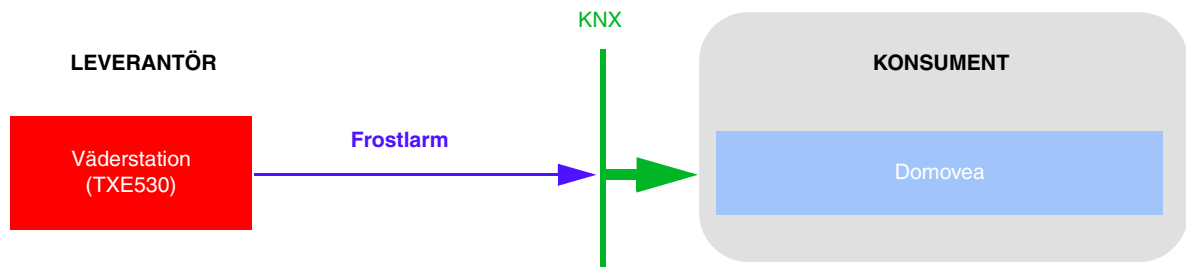 KNX
LEVERANTÖR
KONSUMENT
Frostlarm
Väderstation
(TXE530)
Domovea